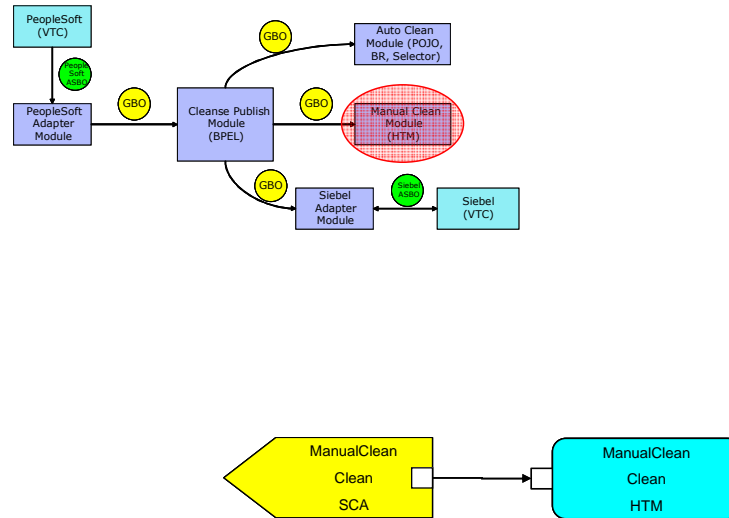 PeopleSoft
(VTC)
People
Soft
ASBO
GBO
Auto Clean
Module (POJO,
BR, Selector)
PeopleSoft
Adapter
Module
GBO
Cleanse Publish
Module
(BPEL)
GBO
Manual Clean
Module
(HTM)
GBO
Siebel
Adapter
Module
Siebel
ASBO
Siebel
(VTC)
ManualClean
Clean
SCA
ManualClean
Clean
HTM